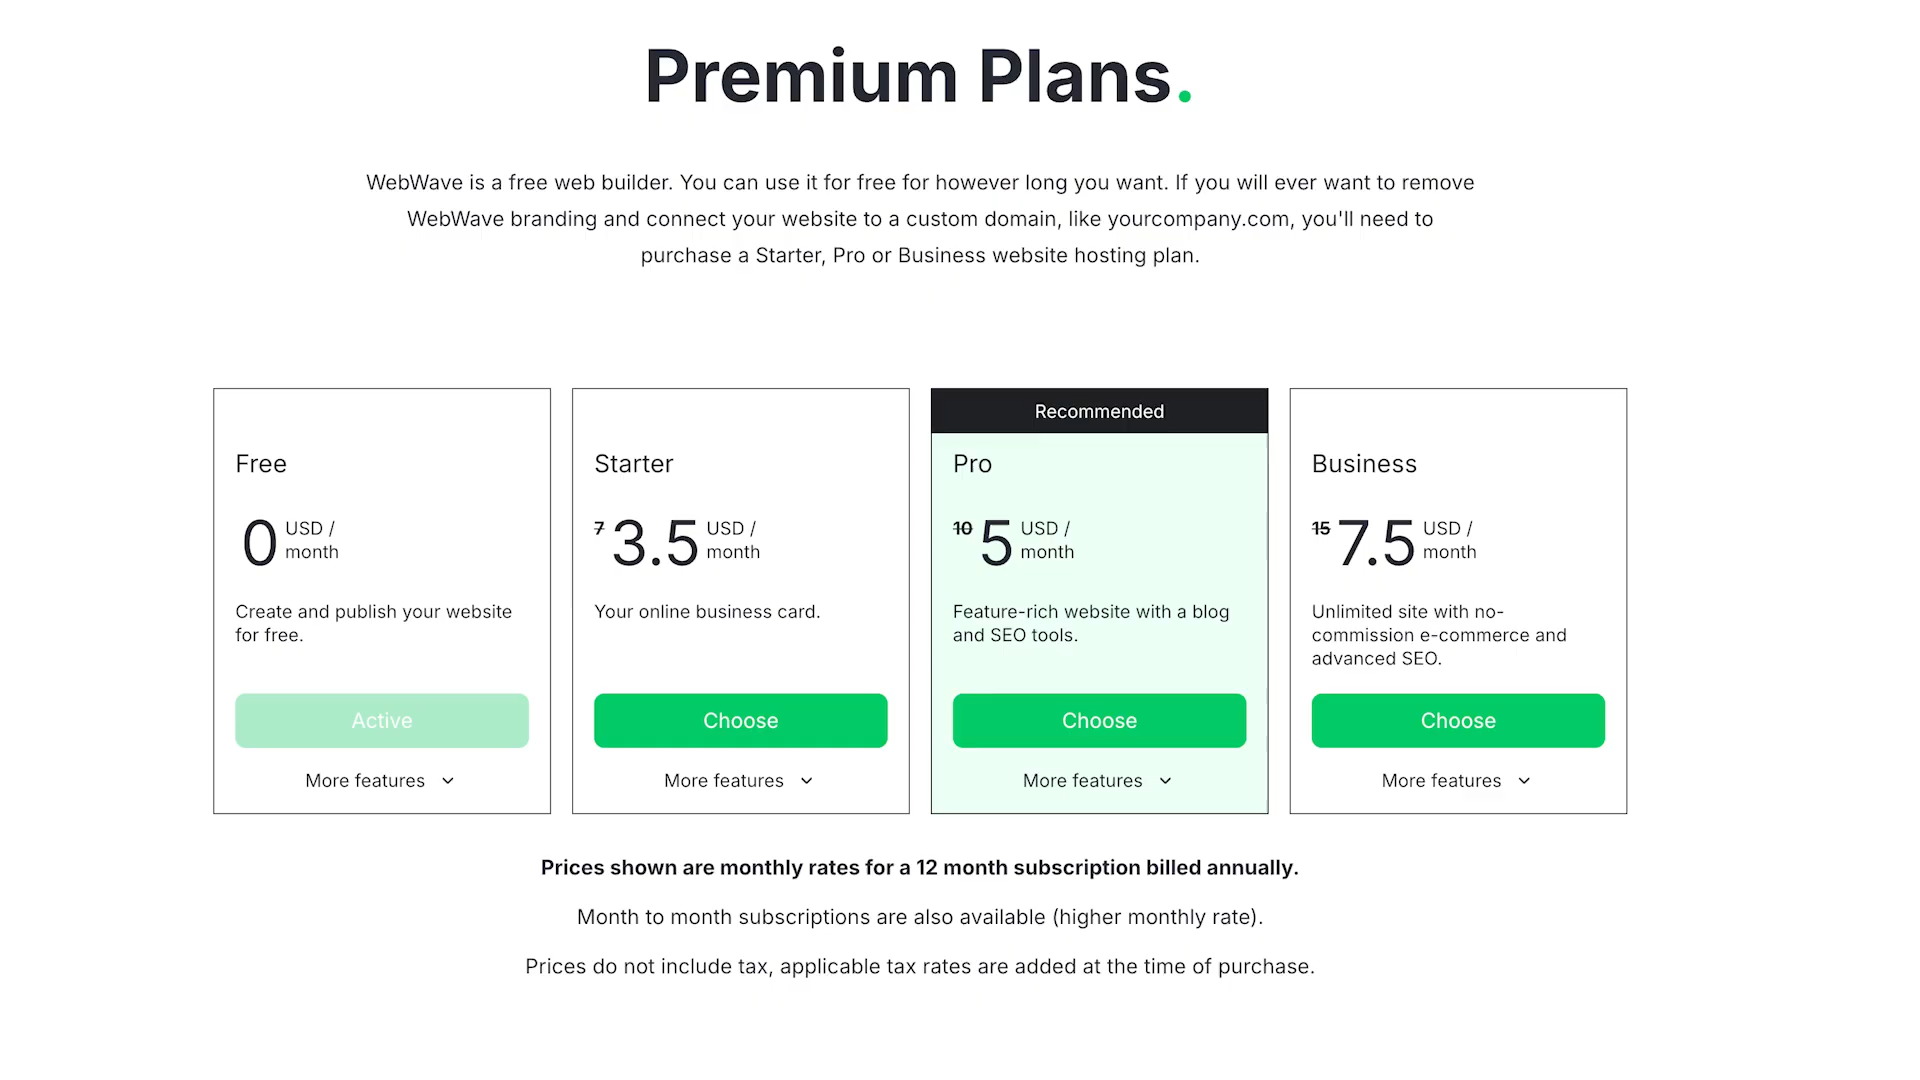 Premium Plans.
WebWave is a free web builder. You can use it for free for however long you want. If you will ever want to remove
WebWave branding and connect your website to a custom domain, like yourcompany.com, you'll need to
purchase a Starter, Pro or Business website hosting plan.
Free
0 USD /
month
Create and publish your website
for free.
Active
More features
Starter
7 3.5 USD /
month
Your online business card.
Choose
More features
Recommended
Pro
10 5 USD /
month
Feature-rich website with a blog
and SEO tools.
Choose
More features
Business
15 7.5 USD /
month
Unlimited site with no-
commission e-commerce and
advanced SEO.
Choose
More features
Prices shown are monthly rates for a 12 month subscription billed annually.
Month to month subscriptions are also available (higher monthly rate).
Prices do not include tax, applicable tax rates are added at the time of purchase.